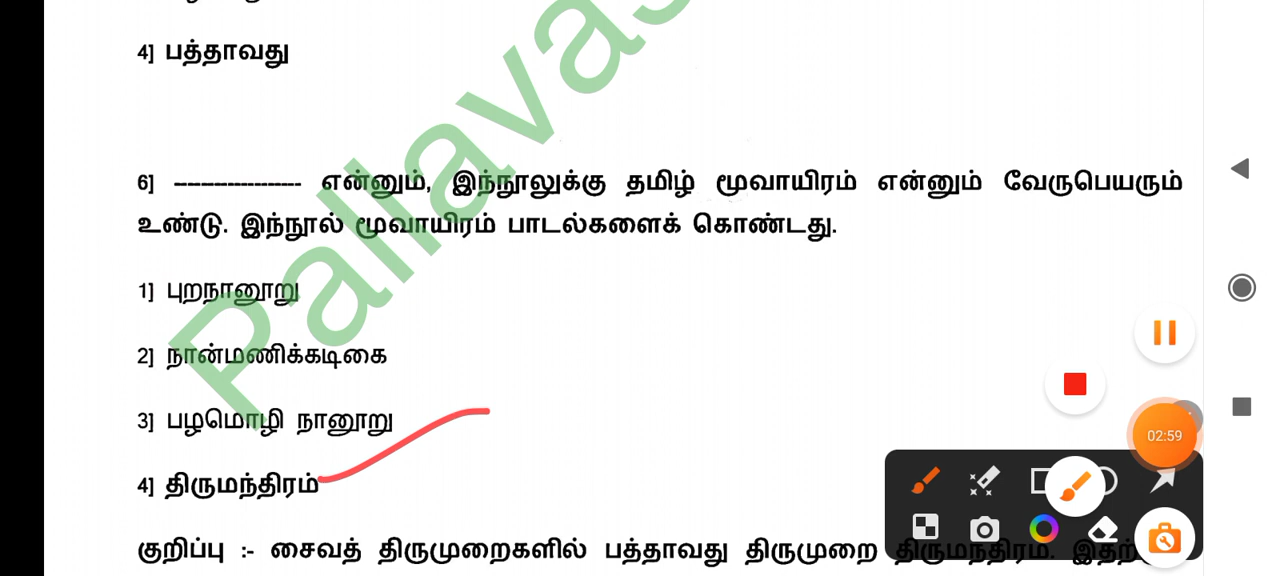 4] பத்தாவது
6] ------------------- என்னும், இந்நூலுக்கு தமிழ் மூவாயிரம் என்னும் வேருபெயரும்
உண்டு. இந்நூல் மூவாயிரம் பாடல்களைக் கொண்டது.
1] புறநானூறு
2] நான்மணிக்கடிகை
3] பழமொழி நானூறு
4] திருமந்திரம்
குறிப்பு :- சைவத் திருமுறைகளில் பத்தாவது திருமுறை திருமந்திரம்.
Pallavas
02:59